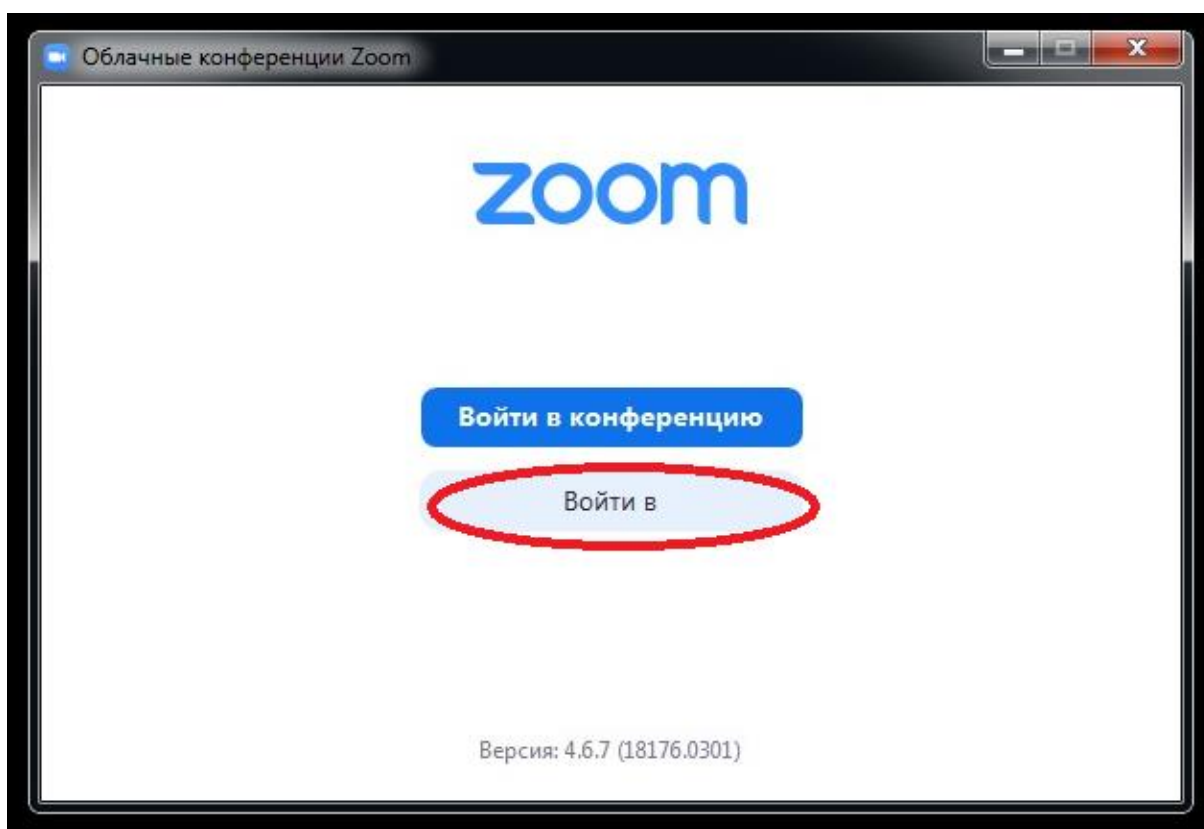 Облачные конференции Zoom
zoom
Войти в конференцию
Войти в
Версия: 4.6.7 (18176.0301)